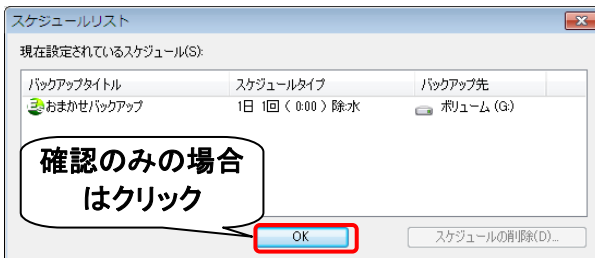 スケジュールリスト
現在設定されているスケジュール(S):
バックアップタイトル スケジュールタイプ バックアップ先
おまかせバックアップ 1日 1回 ( 0:00 ) 除:水 ボリューム (G:)
確認のみの場合
はクリック
OK スケジュールの削除(D)...